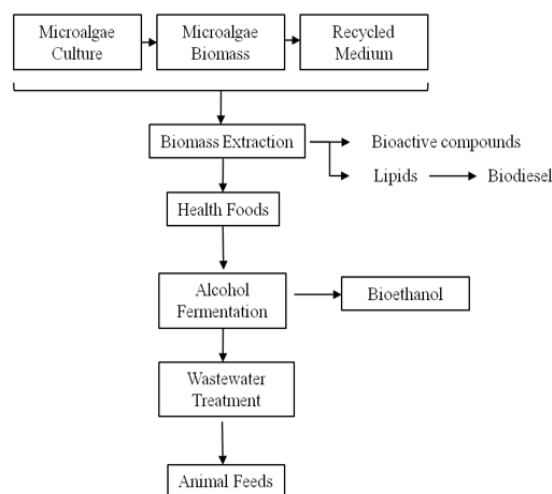 Microalgae
Culture
Microalgae
Biomass
Recycled
Medium
Biomass Extraction
Bioactive compounds
Lipids
Biodiesel
Health Foods
Alcohol
Fermentation
Bioethanol
Wastewater
Treatment
Animal Feeds